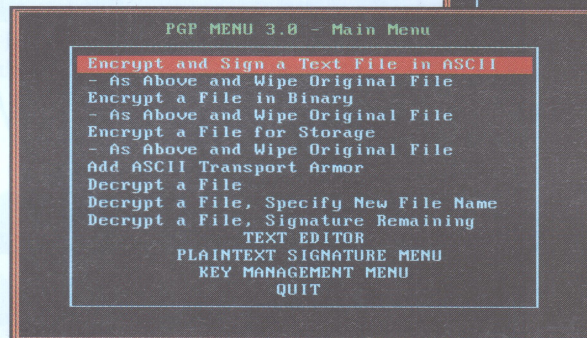 PGP MENU 3.0 - Main Menu
Encrypt and Sign a Text File in ASCII
- As Above and Wipe Original File
Encrypt a File in Binary
- As Above and Wipe Original File
Encrypt a File for Storage
- As Above and Wipe Original File
Add ASCII Transport Armor
Decrypt a File
Decrypt a File, Specify New File Name
Decrypt a File, Signature Remaining
TEXT EDITOR
PLAINTEXT SIGNATURE MENU
KEY MANAGEMENT MENU
QUIT